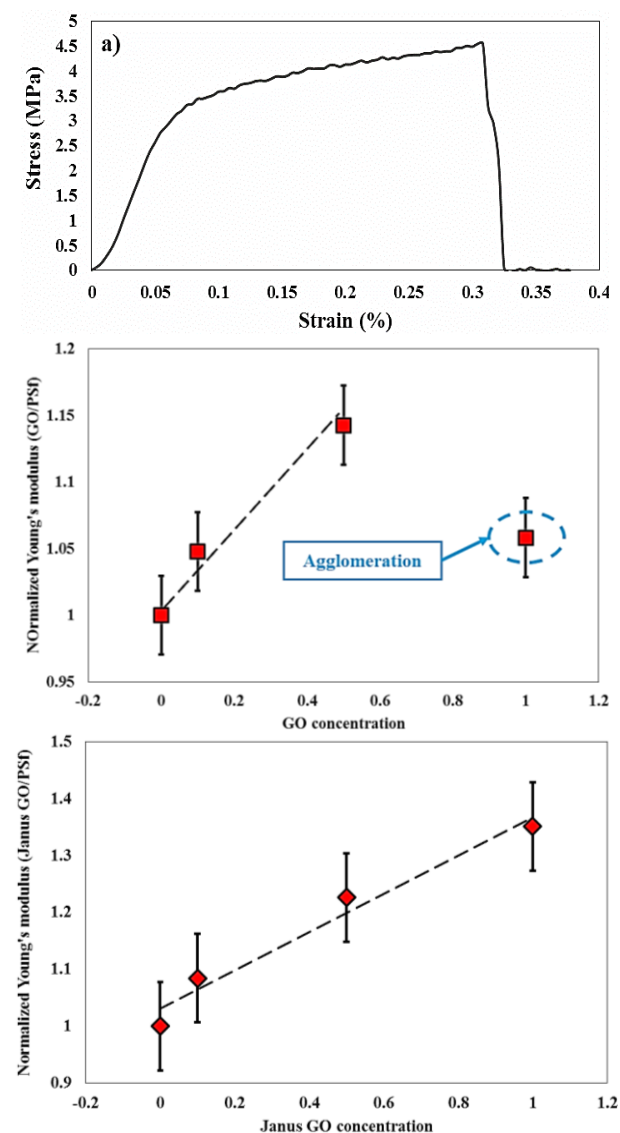 a)
Stress (MPa)
5
4.5
4
3.5
3
2.5
2
1.5
1
0.5
0
0 0.05 0.1 0.15 0.2 0.25 0.3 0.35 0.4
Strain (%)
NOrmalized Young's modulus (GO/PSf)
1.2
1.15
1.1
1.05
1
0.95
Agglomeration
-0.2 0 0.2 0.4 0.6 0.8 1 1.2
GO concentration
Normalized Young's modulus (Janus GO/PSf)
1.5
1.4
1.3
1.2
1.1
1
0.9
-0.2 0 0.2 0.4 0.6 0.8 1 1.2
Janus GO concentration